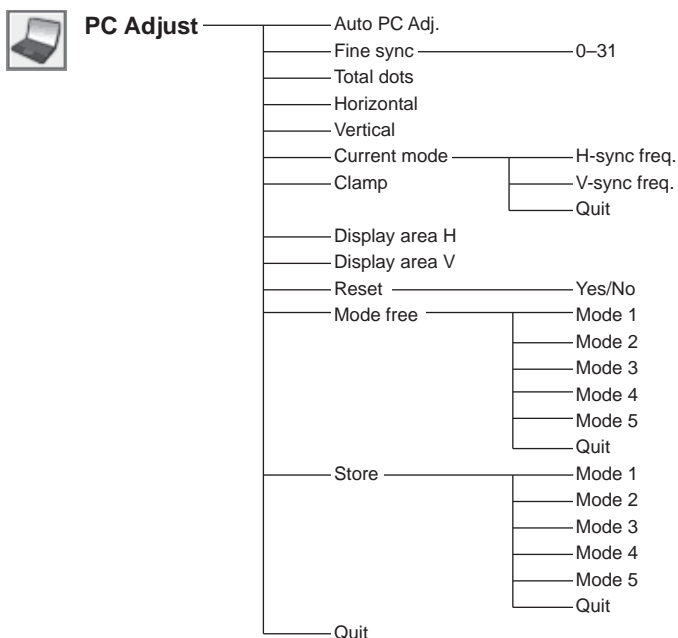 PC Adjust
Auto PC Adj.
Fine sync 0–31
Total dots
Horizontal
Vertical
Current mode H-sync freq.
Clamp V-sync freq.
Quit
Display area H
Display area V
Reset Yes/No
Mode free Mode 1
Mode 2
Mode 3
Mode 4
Mode 5
Quit
Store Mode 1
Mode 2
Mode 3
Mode 4
Mode 5
Quit
Quit